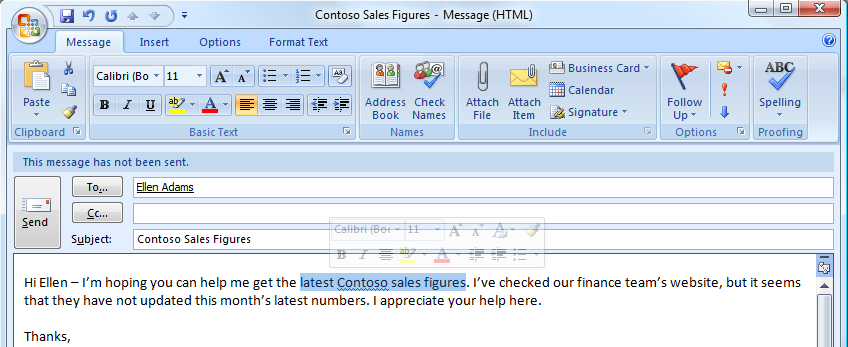 Contoso Sales Figures - Message (HTML)
Message Insert Options Format Text
Paste
Clipboard
Calibri (Bo 11
B I U
Basic Text
Address Book
Check Names
Names
Attach File
Attach Item
Business Card
Calendar
Signature
Include
Follow Up
Options
ABC
Spelling
Proofing
This message has not been sent.
Send
To...
Ellen Adams
Cc...
Subject:
Contoso Sales Figures
Calibri (Bo 11
B I
Hi Ellen – I’m hoping you can help me get the latest Contoso sales figures. I’ve checked our finance team’s website, but it seems
that they have not updated this month’s latest numbers. I appreciate your help here.
Thanks,